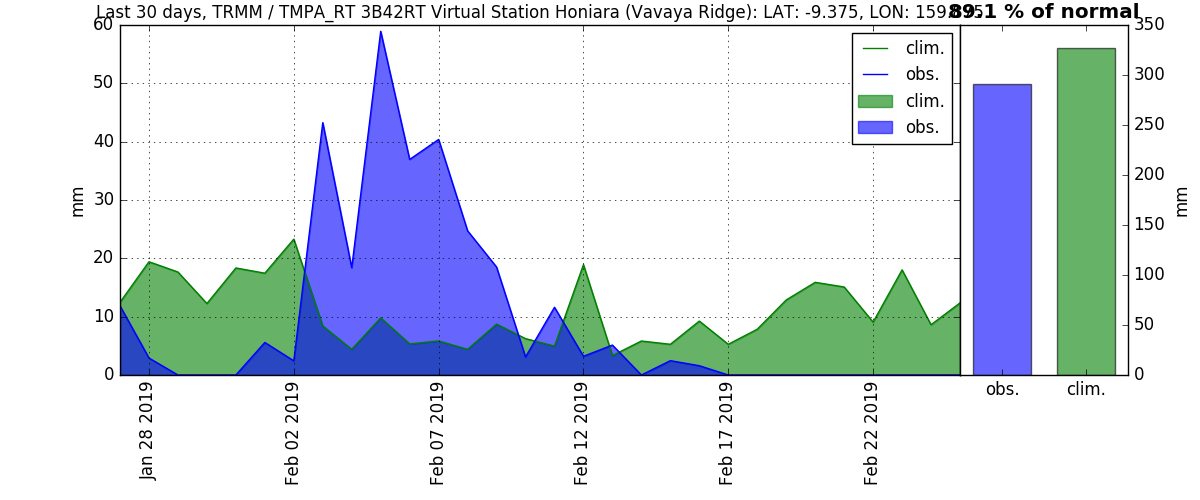 Last 30 days, TRMM / TMPA_RT 3B42RT Virtual Station Honiara (Vavaya Ridge): LAT: -9.375, LON:
89.1 % of normal
60
50
40
30
20
10
0
mm
clim.
obs.
clim.
obs.
350
300
250
200
150
100
50
0
mm
obs.
clim.
Jan 28 2019
Feb 02 2019
Feb 07 2019
Feb 12 2019
Feb 17 2019
Feb 22 2019